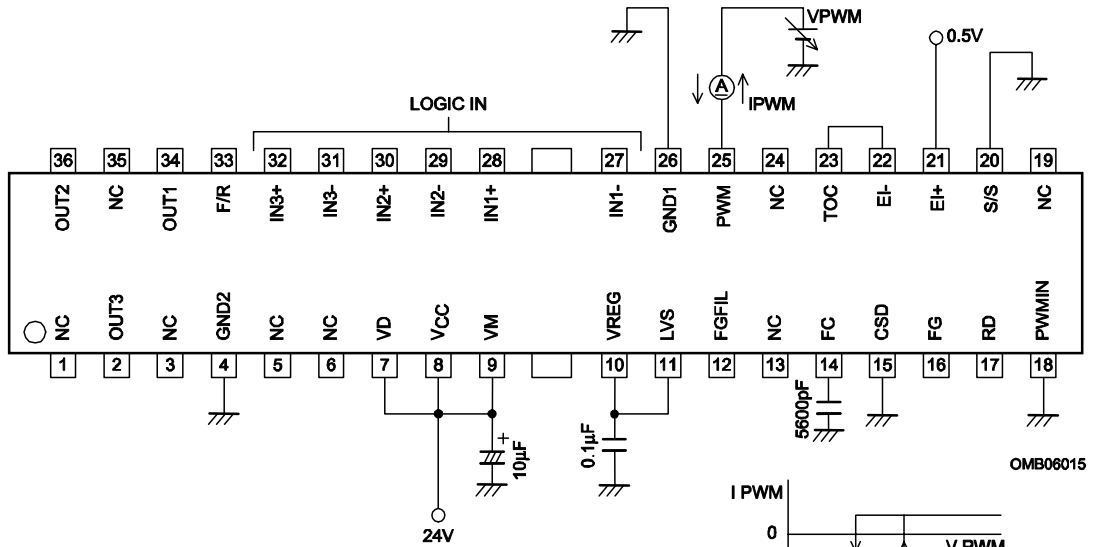 VPWM
0.5V
A
IPWM
LOGIC IN
36 35 34 33 32 31 30 29 28 27 26 25 24 23 22 21 20 19
OUT2 NC OUT1 F/R IN3+ IN3- IN2+ IN2- IN1+ IN1- GND1 PWM NC TOC EI- EI+ S/S NC
NC OUT3 NC GND2 NC NC VD VCC VM VREG LVS FGFIL NC FC CSD FG RD PWMIN
1 2 3 4 5 6 7 8 9 10 11 12 13 14 15 16 17 18
+
10μF
0.1μF
5600pF
OMB06015
24V
I PWM
0
V PWM